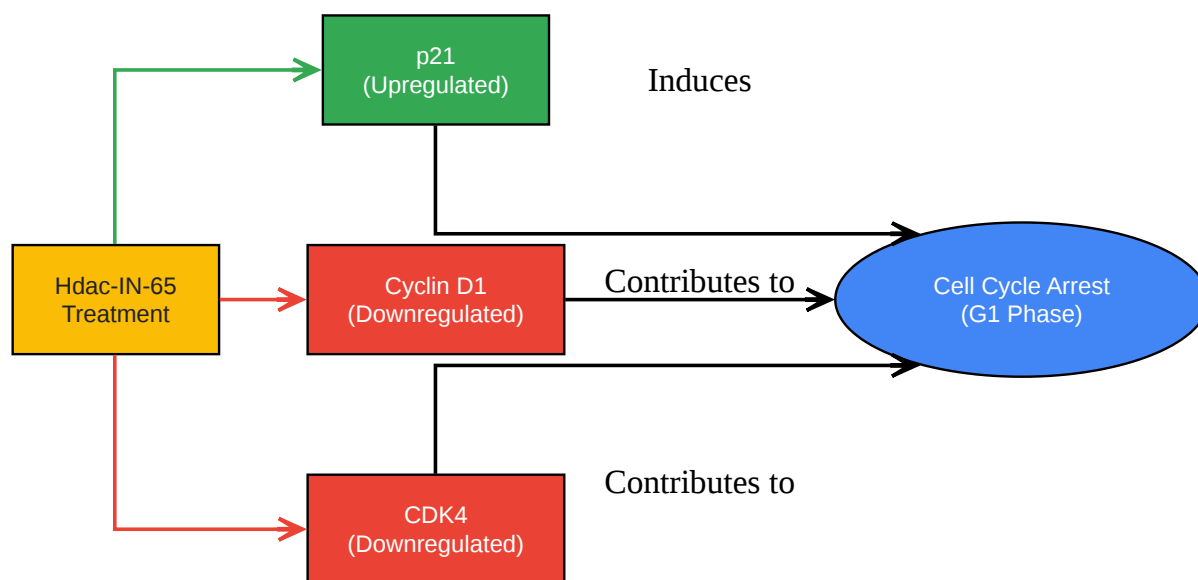 p21
(Upregulated)
Induces
Hdac-IN-65
Treatment
Cyclin D1
(Downregulated)
Contributes to
Cell Cycle Arrest
(G1 Phase)
CDK4
(Downregulated)
Contributes to